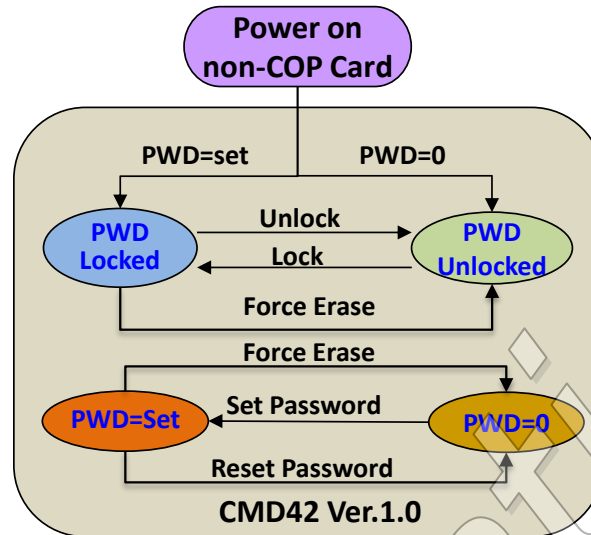 Power on
non-COP Card
PWD=set
PWD=0
PWD
Locked
Unlock
Lock
PWD
Unlocked
Force Erase
Force Erase
PWD=Set
Set Password
PWD=0
Reset Password
CMD42 Ver.1.0